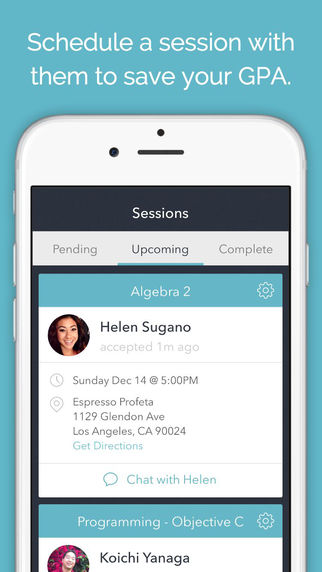 Schedule a session with
them to save your GPA.
Sessions
Pending Upcoming Complete
Algebra 2
Helen Sugano
accepted 1m ago
Sunday Dec 14 @ 5:00PM
Espresso Profeta
1129 Glendon Ave
Los Angeles, CA 90024
Get Directions
Chat with Helen
Programming - Objective C
Koichi Yanaga